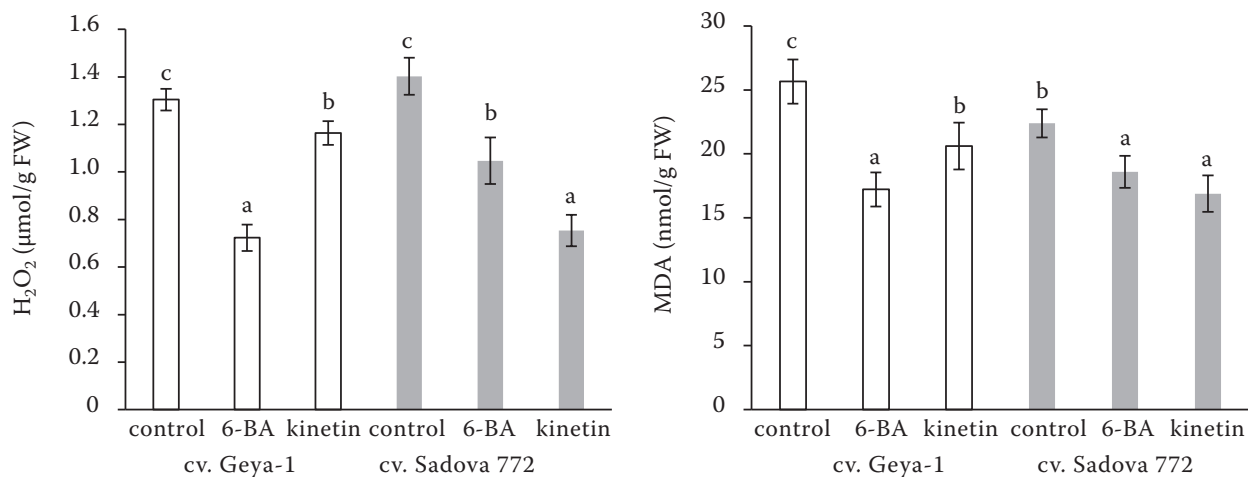 H₂O₂ (μmol/g FW)
1.6
1.4
1.2
1.0
0.8
0.6
0.4
0.2
0
c
a
b
c
b
a
control 6-BA kinetin control 6-BA kinetin
cv. Geya-1 cv. Sadova 772
MDA (nmol/g FW)
30
25
20
15
10
5
0
c
a
b
b
a
a
control 6-BA kinetin control 6-BA kinetin
cv. Geya-1 cv. Sadova 772